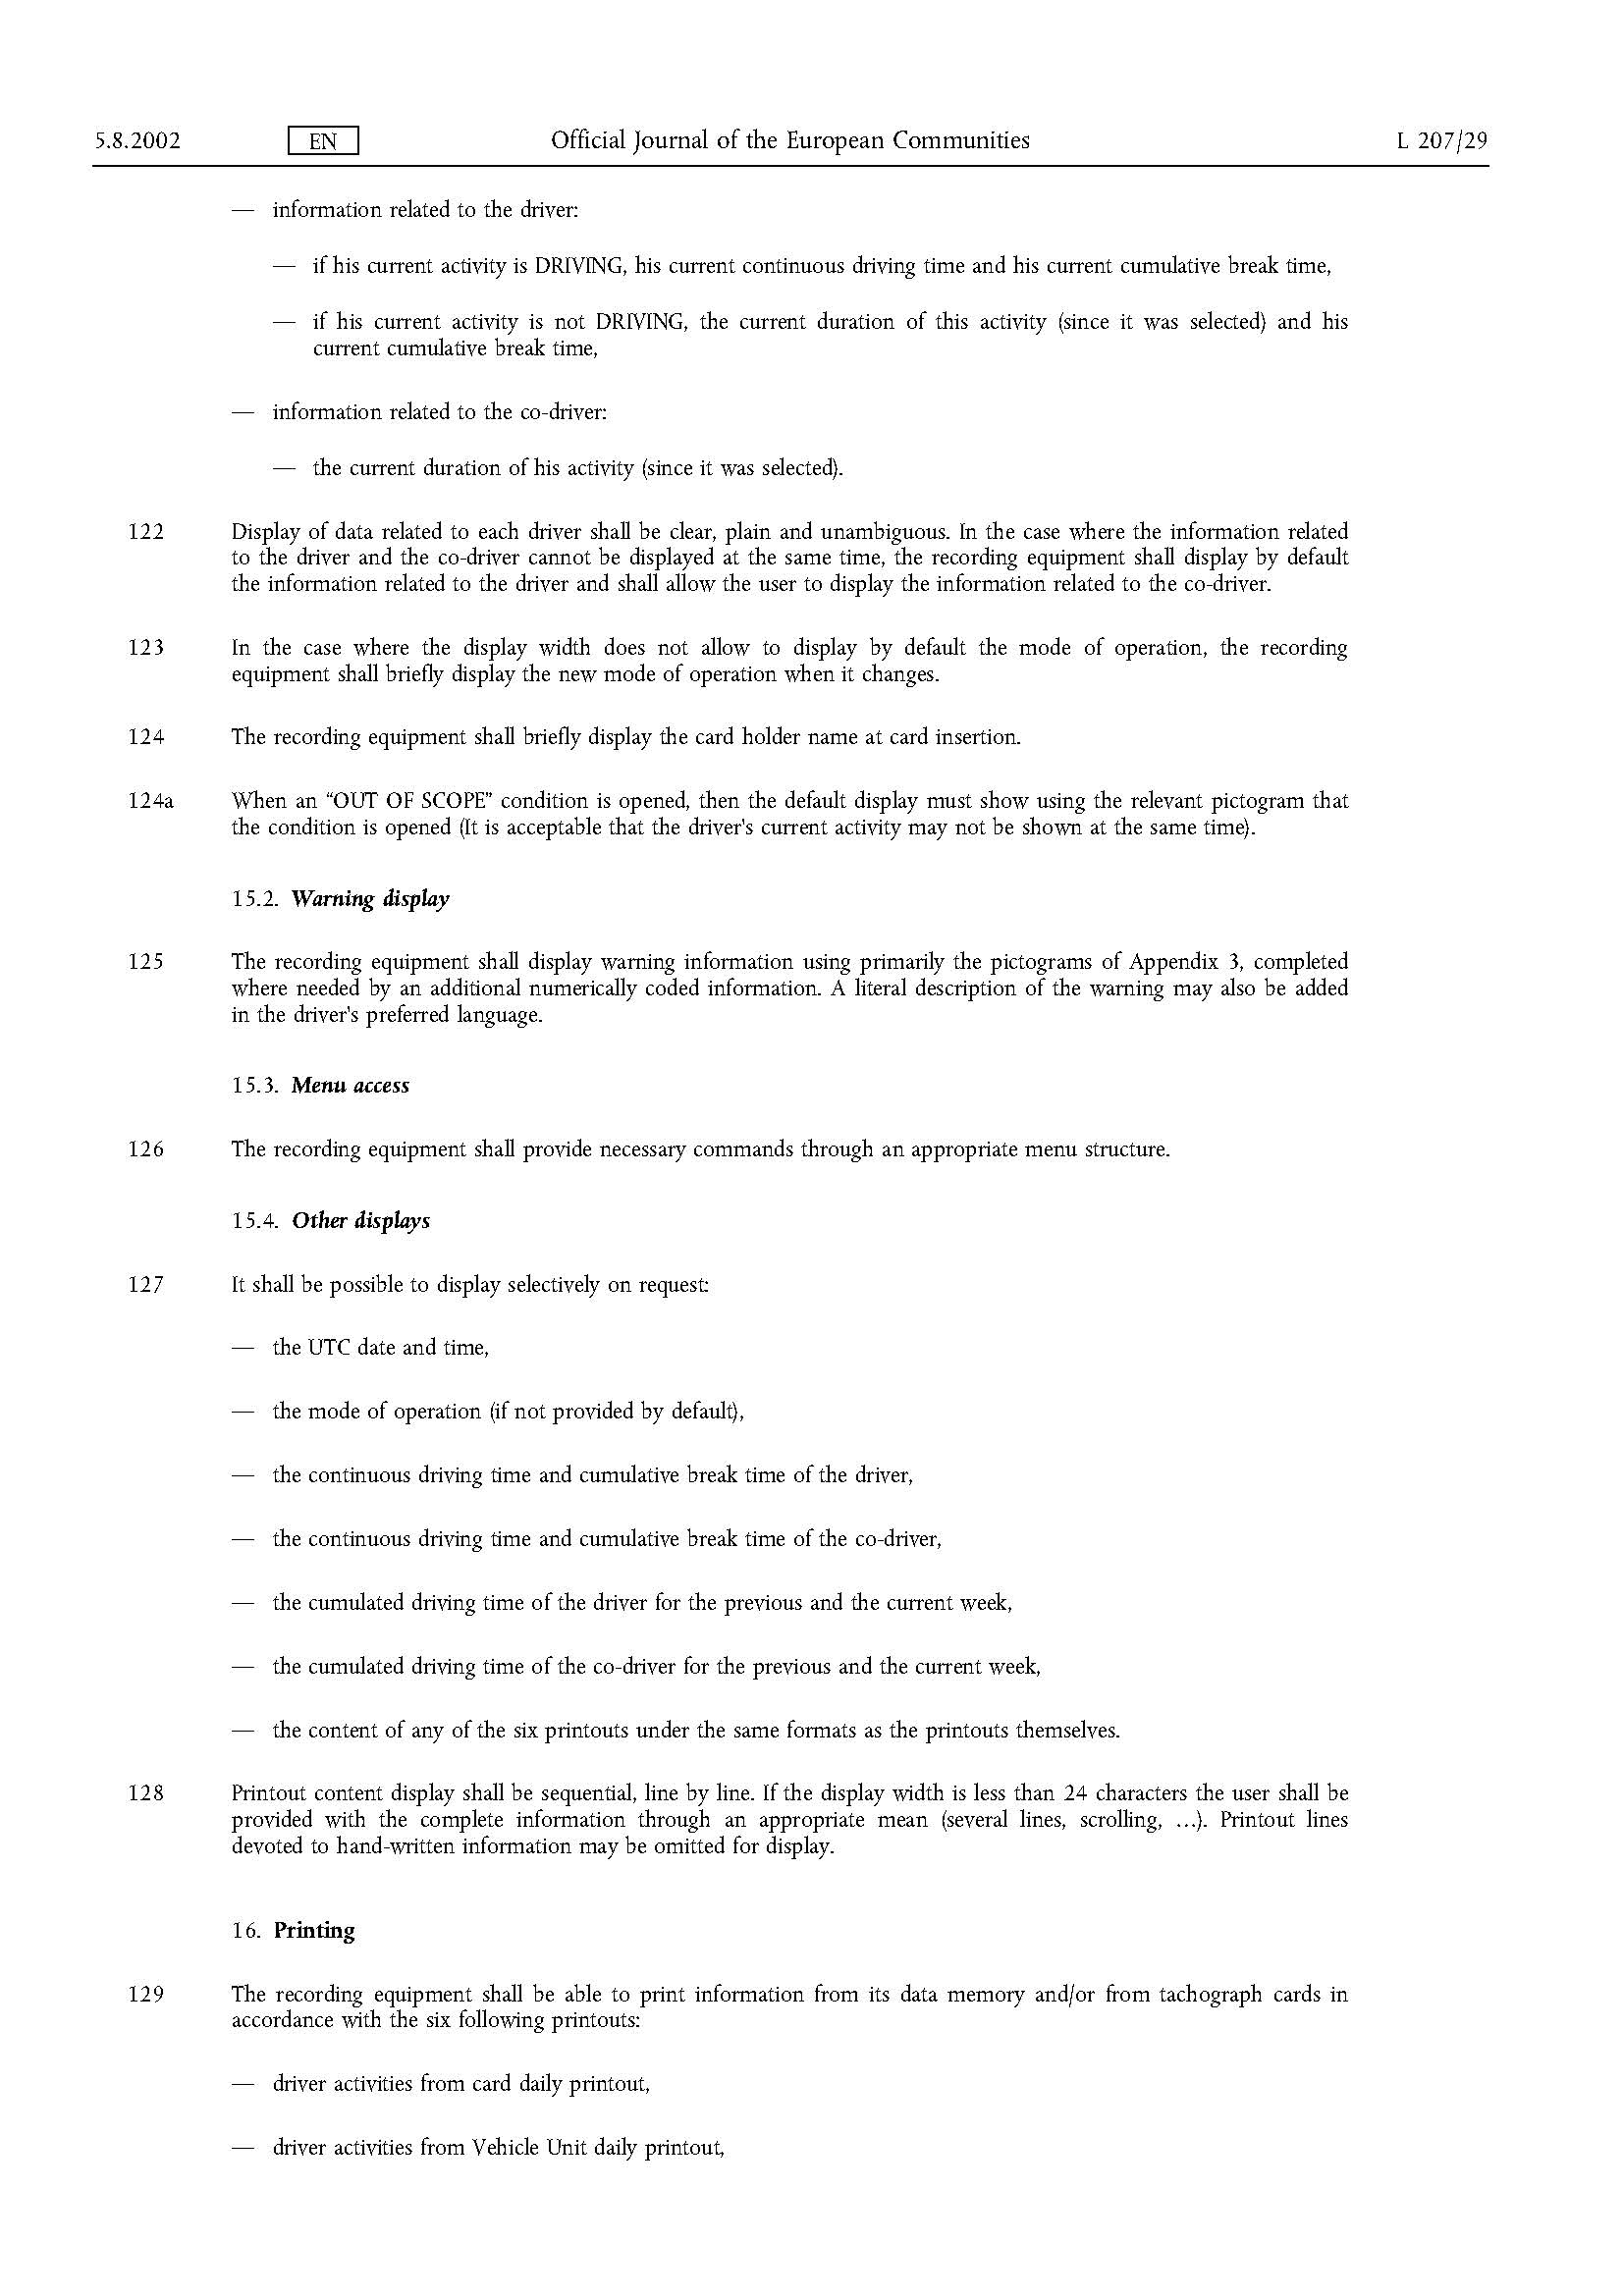 5.8.2002 EN Official Journal of the European Communities L 207/29
— information related to the driver:
— if his current activity is DRIVING, his current continuous driving time and his current cumulative break time,
— if his current activity is not DRIVING, the current duration of this activity (since it was selected) and his
current cumulative break time,
— information related to the co-driver:
— the current duration of his activity (since it was selected).
122 Display of data related to each driver shall be clear, plain and unambiguous. In the case where the information related
to the driver and the co-driver cannot be displayed at the same time, the recording equipment shall display by default
the information related to the driver and shall allow the user to display the information related to the co-driver.
123 In the case where the display width does not allow to display by default the mode of operation, the recording
equipment shall briefly display the new mode of operation when it changes.
124 The recording equipment shall briefly display the card holder name at card insertion.
124a When an “OUT OF SCOPE” condition is opened, then the default display must show using the relevant pictogram that
the condition is opened (It is acceptable that the driver's current activity may not be shown at the same time).
15.2. Warning display
125 The recording equipment shall display warning information using primarily the pictograms of Appendix 3, completed
where needed by an additional numerically coded information. A literal description of the warning may also be added
in the driver's preferred language.
15.3. Menu access
126 The recording equipment shall provide necessary commands through an appropriate menu structure.
15.4. Other displays
127 It shall be possible to display selectively on request:
— the UTC date and time,
— the mode of operation (if not provided by default),
— the continuous driving time and cumulative break time of the driver,
— the continuous driving time and cumulative break time of the co-driver,
— the cumulated driving time of the driver for the previous and the current week,
— the cumulated driving time of the co-driver for the previous and the current week,
— the content of any of the six printouts under the same formats as the printouts themselves.
128 Printout content display shall be sequential, line by line. If the display width is less than 24 characters the user shall be
provided with the complete information through an appropriate mean (several lines, scrolling, …). Printout lines
devoted to hand-written information may be omitted for display.
16. Printing
129 The recording equipment shall be able to print information from its data memory and/or from tachograph cards in
accordance with the six following printouts:
— driver activities from card daily printout,
— driver activities from Vehicle Unit daily printout,